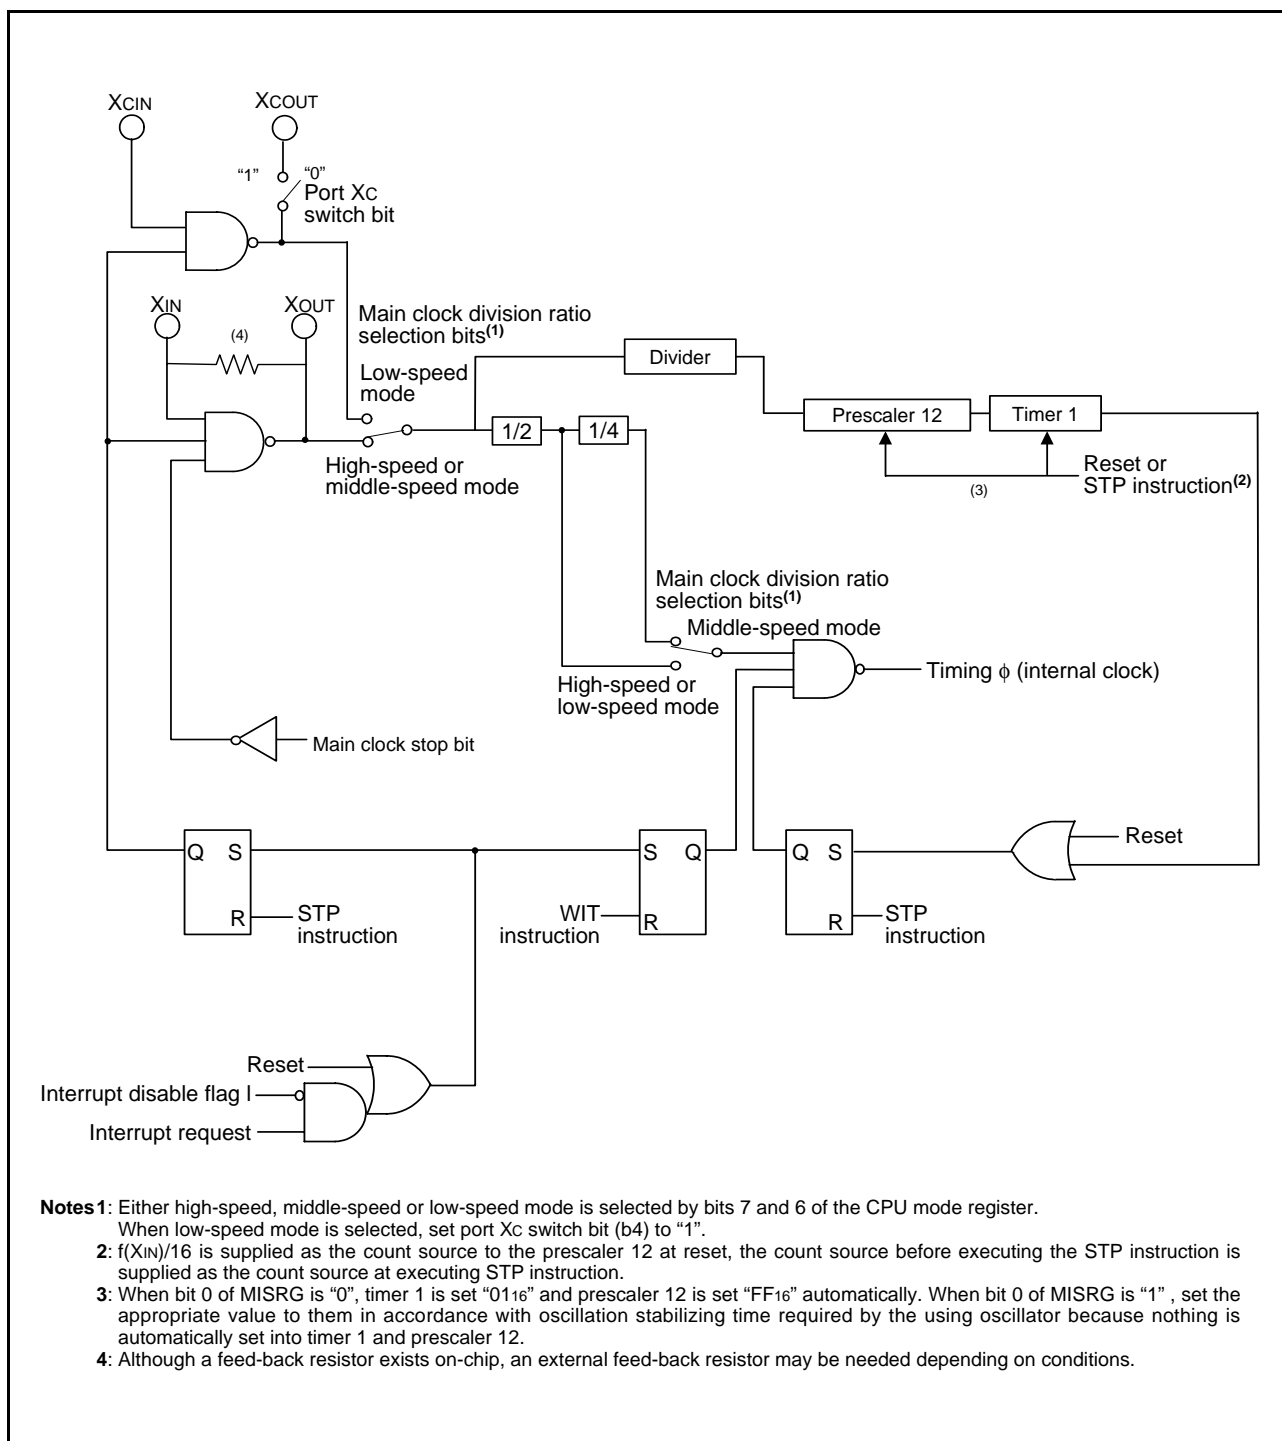 XCIN
XCOUT
“1” “0”
Port XC
switch bit
XIN
XOUT
(4)
Main clock division ratio
selection bits(1)
Low-speed
mode
Divider
Prescaler 12
Timer 1
1/2
1/4
High-speed or
middle-speed mode
(3)
Reset or
STP instruction(2)
Main clock division ratio
selection bits(1)
Middle-speed mode
Timing ϕ (internal clock)
High-speed or
low-speed mode
Main clock stop bit
Reset
Q S
R
STP
instruction
S Q
R
WIT
instruction
Q S
R
STP
instruction
Reset
Interrupt disable flag I
Interrupt request
Notes 1: Either high-speed, middle-speed or low-speed mode is selected by bits 7 and 6 of the CPU mode register.
When low-speed mode is selected, set port XC switch bit (b4) to “1”.
2: f(XIN)/16 is supplied as the count source to the prescaler 12 at reset, the count source before executing the STP instruction is
supplied as the count source at executing STP instruction.
3: When bit 0 of MISRG is “0”, timer 1 is set “0116” and prescaler 12 is set “FF16” automatically. When bit 0 of MISRG is “1” , set the
appropriate value to them in accordance with oscillation stabilizing time required by the using oscillator because nothing is
automatically set into timer 1 and prescaler 12.
4: Although a feed-back resistor exists on-chip, an external feed-back resistor may be needed depending on conditions.